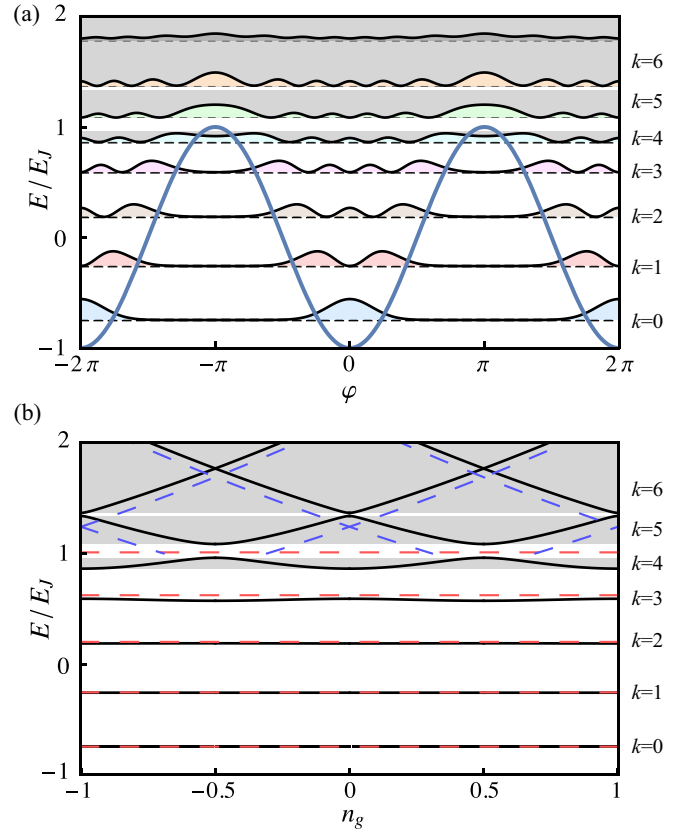 (a)
2
1
0
−1
E/E_J
k=6
k=5
k=4
k=3
k=2
k=1
k=0
−2π
−π
0
π
2π
φ
(b)
2
1
0
−1
E/E_J
k=6
k=5
k=4
k=3
k=2
k=1
k=0
−1
−0.5
0
0.5
1
n_g